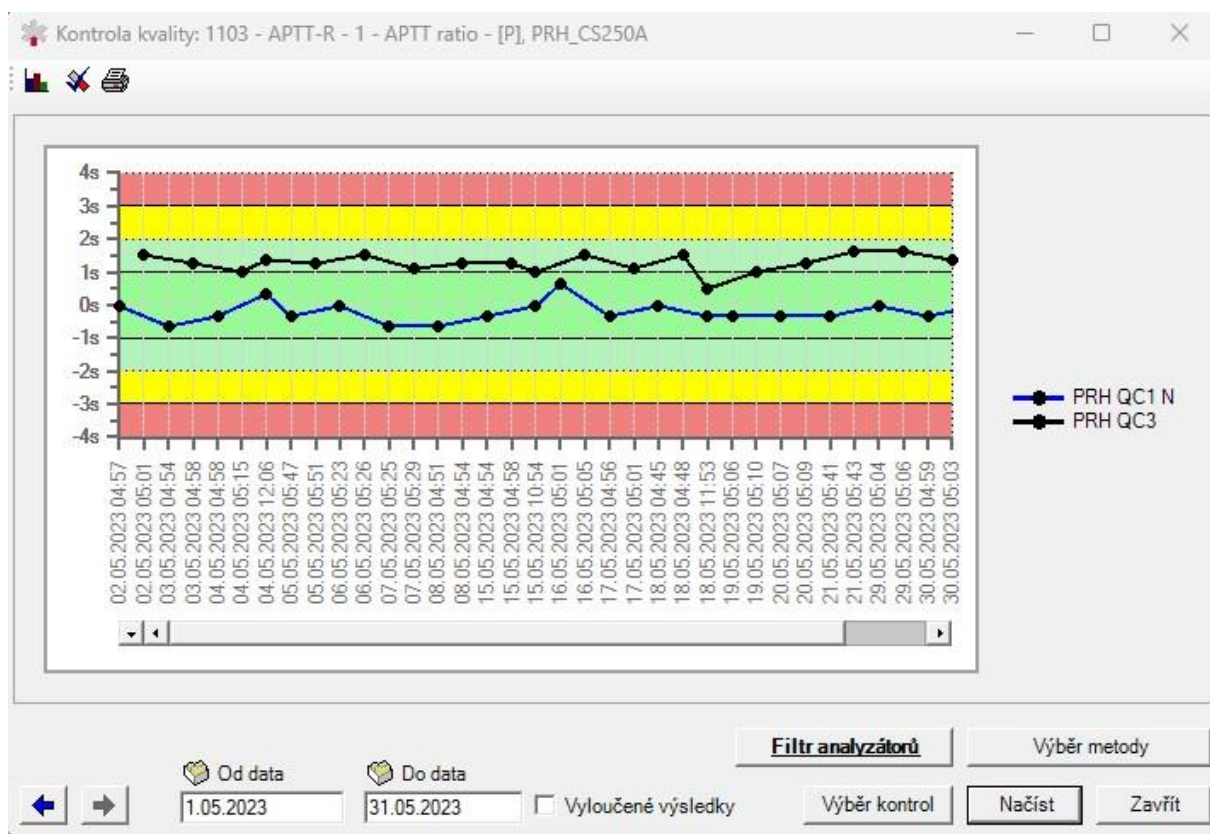 Kontrola kvality: 1103 - APTT-R - 1 - APTT ratio - [P], PRH_CS250A
4s
3s
2s
1s
0s
-1s
-2s
-3s
-4s
02.05.2023 04:57
02.05.2023 05:01
03.05.2023 04:54
03.05.2023 04:58
04.05.2023 04:58
04.05.2023 05:15
04.05.2023 12:06
05.05.2023 05:47
05.05.2023 05:51
06.05.2023 05:23
06.05.2023 05:26
07.05.2023 05:25
07.05.2023 05:29
08.05.2023 04:51
08.05.2023 04:54
15.05.2023 04:54
15.05.2023 04:58
15.05.2023 10:54
16.05.2023 05:01
16.05.2023 05:05
17.05.2023 04:56
17.05.2023 05:01
18.05.2023 04:45
18.05.2023 04:48
18.05.2023 11:53
19.05.2023 05:06
19.05.2023 05:10
20.05.2023 05:07
20.05.2023 05:09
21.05.2023 05:41
21.05.2023 05:43
29.05.2023 05:04
29.05.2023 05:06
30.05.2023 04:59
30.05.2023 05:03
PRH QC1 N
PRH QC3
Filtr analyzátorů
Výběr metody
Od data
Do data
1.05.2023
31.05.2023
Vyloučené výsledky
Výběr kontrol
Načíst
Zavřít